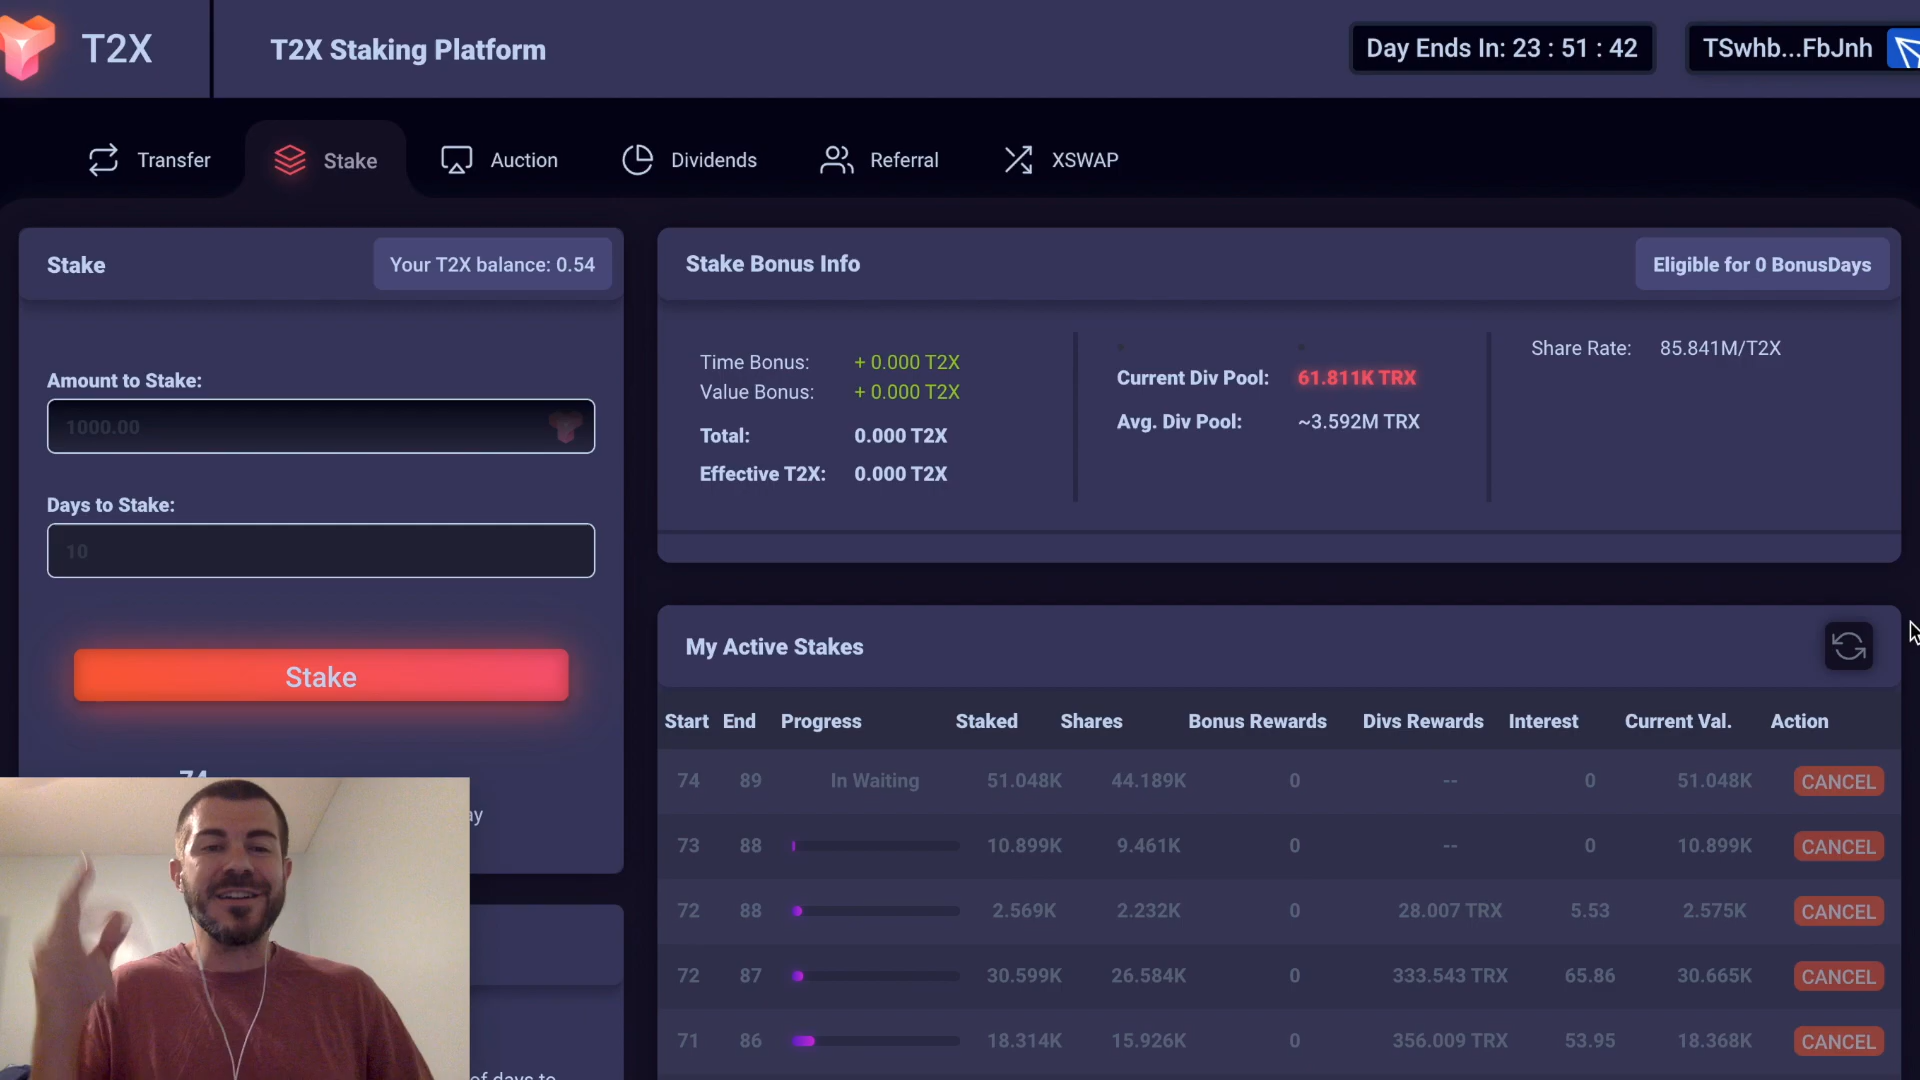 T2X
T2X Staking Platform
Day Ends In: 23 : 51 : 42
TSwhb...FbJnh
Transfer
Stake
Auction
Dividends
Referral
XSWAP
Stake
Your T2X balance: 0.54
Amount to Stake:
1000.00
Days to Stake:
10
Stake
74
ay
of days to
Stake Bonus Info
Eligible for 0 BonusDays
Time Bonus: + 0.000 T2X
Value Bonus: + 0.000 T2X
Total: 0.000 T2X
Effective T2X: 0.000 T2X
Current Div Pool: 61.811K TRX
Avg. Div Pool: ~3.592M TRX
Share Rate: 85.841M/T2X
My Active Stakes
Start End Progress Staked Shares Bonus Rewards Divs Rewards Interest Current Val. Action
74 89 In Waiting 51.048K 44.189K 0 -- 0 51.048K CANCEL
73 88 10.899K 9.461K 0 -- 0 10.899K CANCEL
72 88 2.569K 2.232K 0 28.007 TRX 5.53 2.575K CANCEL
72 87 30.599K 26.584K 0 333.543 TRX 65.86 30.665K CANCEL
71 86 18.314K 15.926K 0 356.009 TRX 53.95 18.368K CANCEL